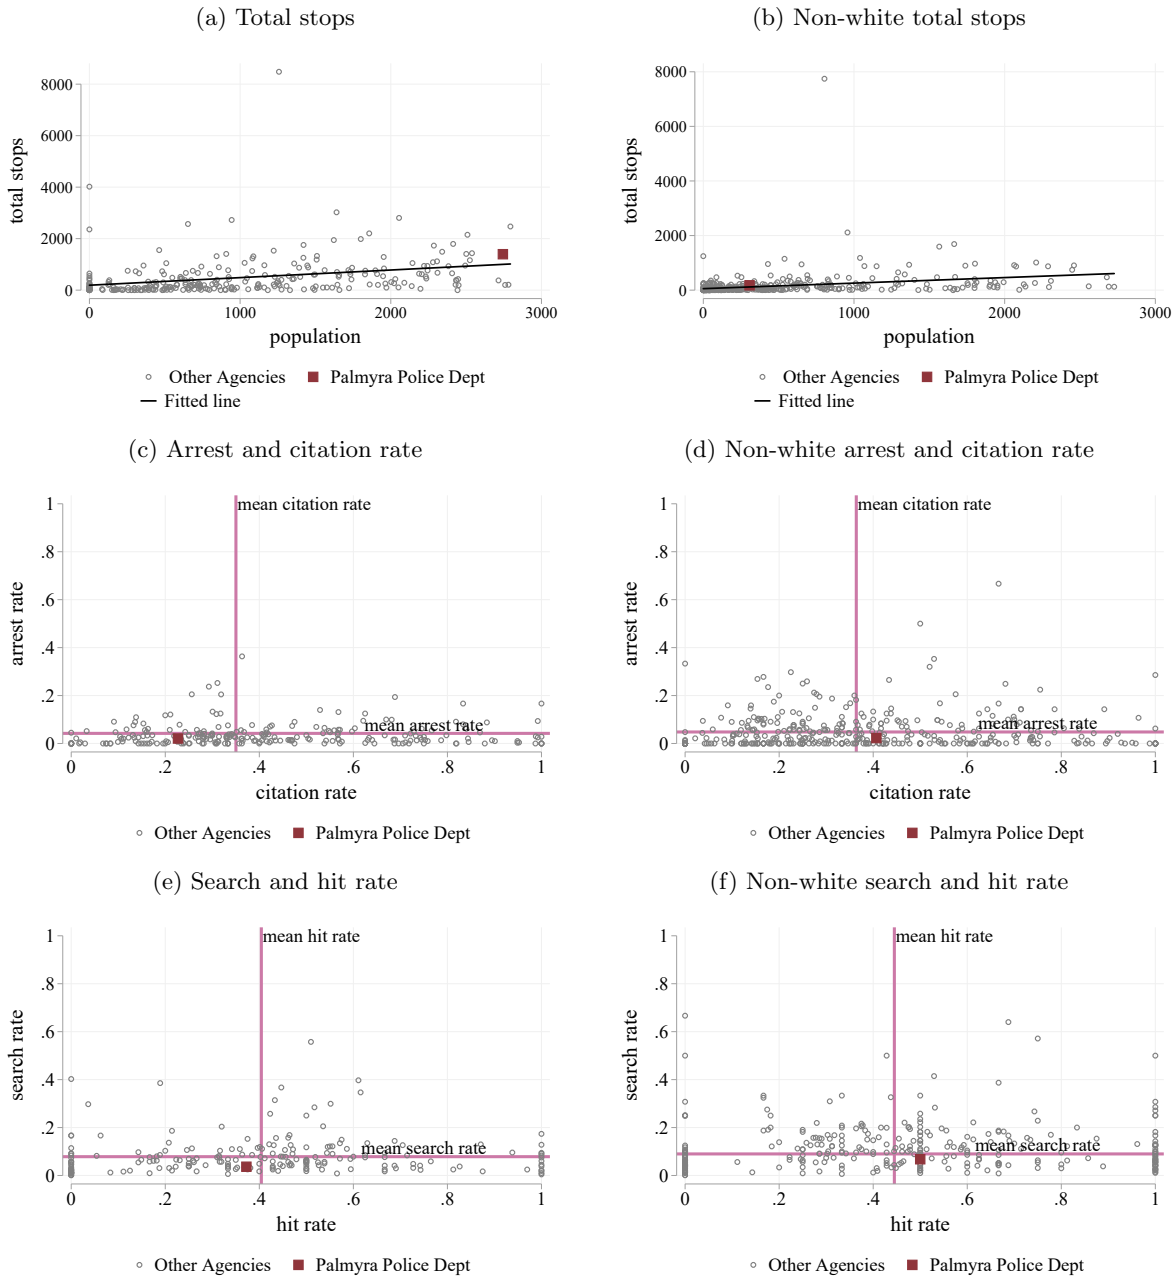 (a) Total stops
(b) Non-white total stops
total stops
8000
6000
4000
2000
0
0 1000 2000 3000
population
Other Agencies Palmyra Police Dept
Fitted line
total stops
8000
6000
4000
2000
0
0 1000 2000 3000
population
Other Agencies Palmyra Police Dept
Fitted line
(c) Arrest and citation rate
(d) Non-white arrest and citation rate
arrest rate
1
.8
.6
.4
.2
0
mean citation rate
mean arrest rate
0 .2 .4 .6 .8 1
citation rate
Other Agencies Palmyra Police Dept
arrest rate
1
.8
.6
.4
.2
0
mean citation rate
mean arrest rate
0 .2 .4 .6 .8 1
citation rate
Other Agencies Palmyra Police Dept
(e) Search and hit rate
(f) Non-white search and hit rate
search rate
1
.8
.6
.4
.2
0
mean hit rate
mean search rate
0 .2 .4 .6 .8 1
hit rate
Other Agencies Palmyra Police Dept
search rate
1
.8
.6
.4
.2
0
mean hit rate
mean search rate
0 .2 .4 .6 .8 1
hit rate
Other Agencies Palmyra Police Dept